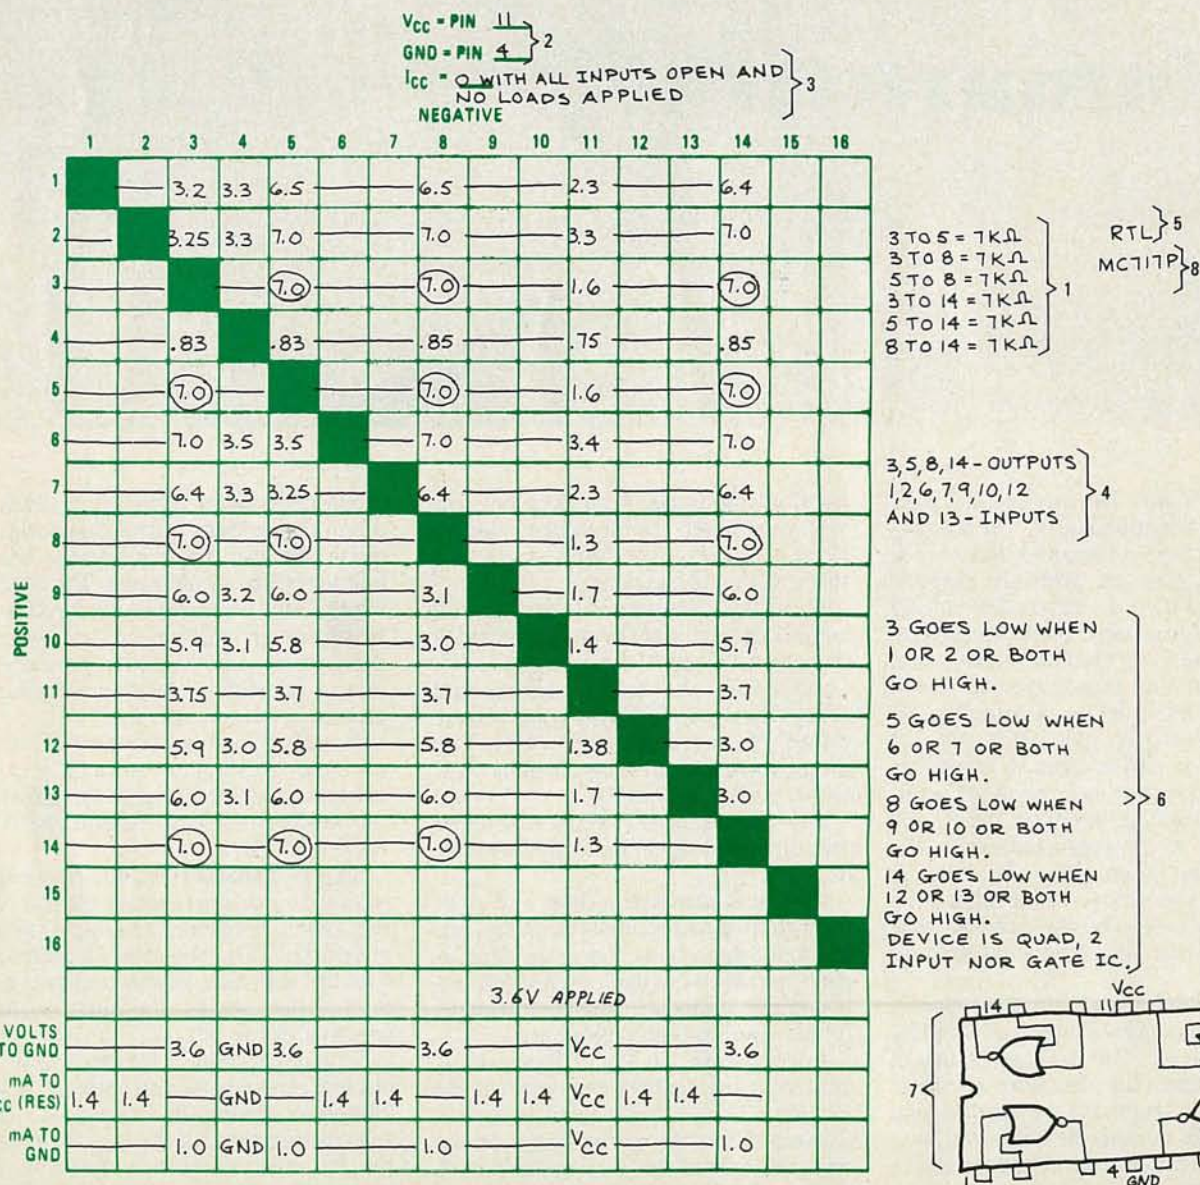 VCC = PIN 11
GND = PIN 4
} 2
ICC = 0 WITH ALL INPUTS OPEN AND
NO LOADS APPLIED
} 3
NEGATIVE
1 2 3 4 5 6 7 8 9 10 11 12 13 14 15 16
POSITIVE
1 3.2 3.3 6.5 6.5 2.3 6.4
2 3.25 3.3 7.0 7.0 3.3 7.0
3 7.0 7.0 1.6 7.0
4 .83 .83 .85 .75 .85
5 7.0 7.0 1.6 7.0
6 7.0 3.5 3.5 7.0 3.4 7.0
7 6.4 3.3 3.25 6.4 2.3 6.4
8 7.0 7.0 1.3 7.0
9 6.0 3.2 6.0 3.1 1.7 6.0
10 5.9 3.1 5.8 3.0 1.4 5.7
11 3.75 3.7 3.7 3.7
12 5.9 3.0 5.8 5.8 1.38 3.0
13 6.0 3.1 6.0 6.0 1.7 3.0
14 7.0 7.0 7.0 1.3
15
16
3.6V APPLIED
VOLTS
TO GND 3.6 GND 3.6 3.6 VCC 3.6
mA TO
CC (RES) 1.4 1.4 GND 1.4 1.4 1.4 1.4 VCC 1.4 1.4
mA TO
GND 1.0 GND 1.0 1.0 VCC 1.0
3 TO 5 = 7KΩ
3 TO 8 = 7KΩ
5 TO 8 = 7KΩ
3 TO 14 = 7KΩ
5 TO 14 = 7KΩ
8 TO 14 = 7KΩ
} 1
RTL } 5
MC717P } 8
3,5,8,14 - OUTPUTS
1,2,6,7,9,10,12
AND 13 - INPUTS
} 4
3 GOES LOW WHEN
1 OR 2 OR BOTH
GO HIGH.
5 GOES LOW WHEN
6 OR 7 OR BOTH
GO HIGH.
8 GOES LOW WHEN
9 OR 10 OR BOTH
GO HIGH.
14 GOES LOW WHEN
12 OR 13 OR BOTH
GO HIGH.
DEVICE IS QUAD, 2
INPUT NOR GATE IC.
} 6
VCC
14 11
7 {
1 4
GND